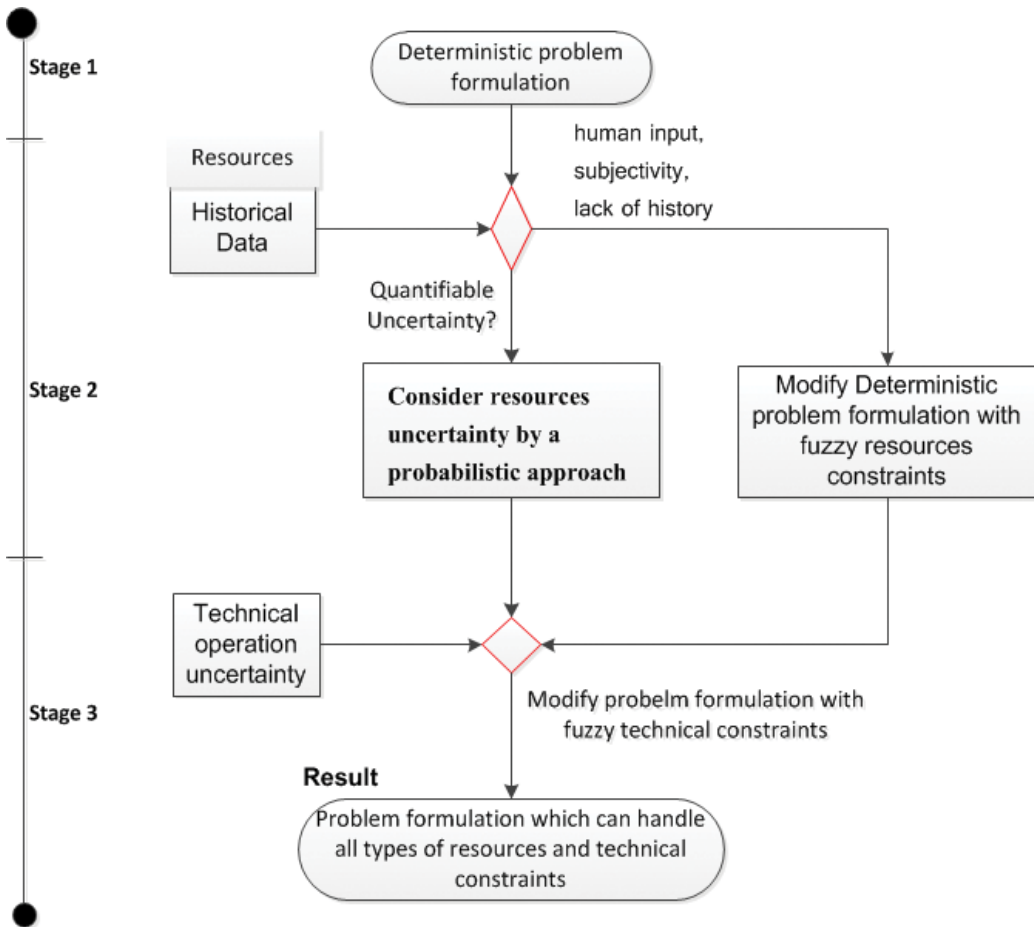 Stage 1
Deterministic problem
formulation
human input,
subjectivity,
lack of history
Resources
Historical
Data
Quantifiable
Uncertainty?
Stage 2
Consider resources
uncertainty by a
probabilistic approach
Modify Deterministic
problem formulation with
fuzzy resources
constraints
Technical
operation
uncertainty
Stage 3
Modify probelm formulation with
fuzzy technical constraints
Result
Problem formulation which can handle
all types of resources and technical
constraints